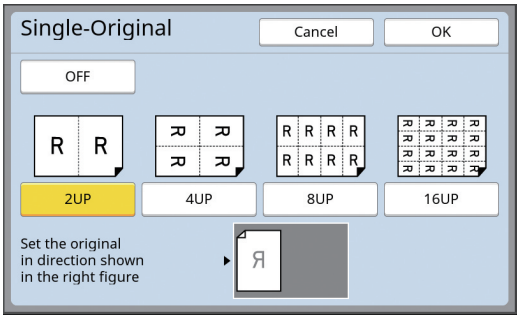 Single-Original
Cancel
OK
OFF
R R
R R
R R
R R R R
R R R R
R R R R
R R R R
R R R R
R R R R
2UP
4UP
8UP
16UP
Set the original
in direction shown
in the right figure
R